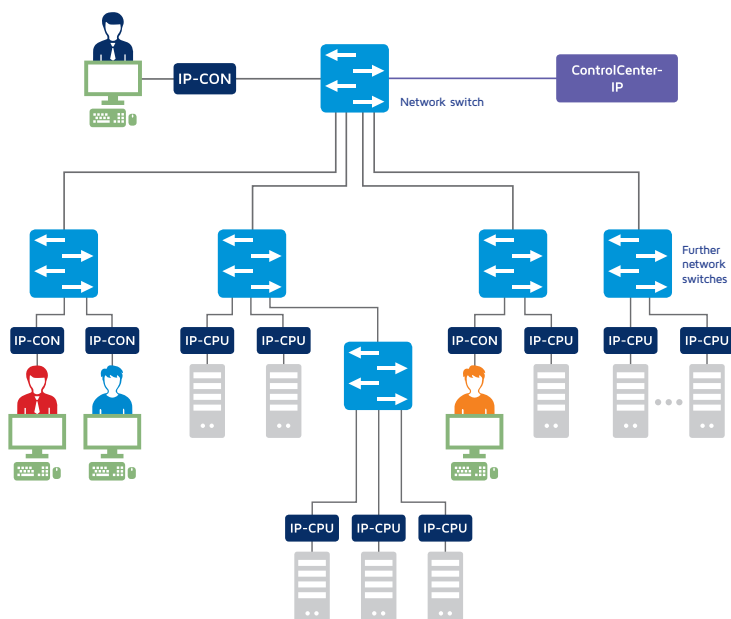 IP-CON
ControlCenter-
IP
Network switch
Further
network
switches
IP-CON
IP-CON
IP-CPU
IP-CPU
IP-CON
IP-CPU
IP-CPU
IP-CPU
IP-CPU
IP-CPU
IP-CPU